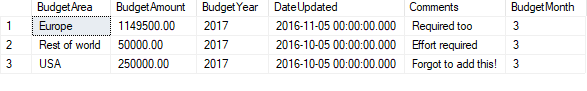 BudgetArea BudgetAmount BudgetYear DateUpdated Comments BudgetMonth
1 Europe 1149500.00 2017 2016-11-05 00:00:00.000 Required too 3
2 Rest of world 50000.00 2017 2016-10-05 00:00:00.000 Effort required 3
3 USA 250000.00 2017 2016-10-05 00:00:00.000 Forgot to add this! 3